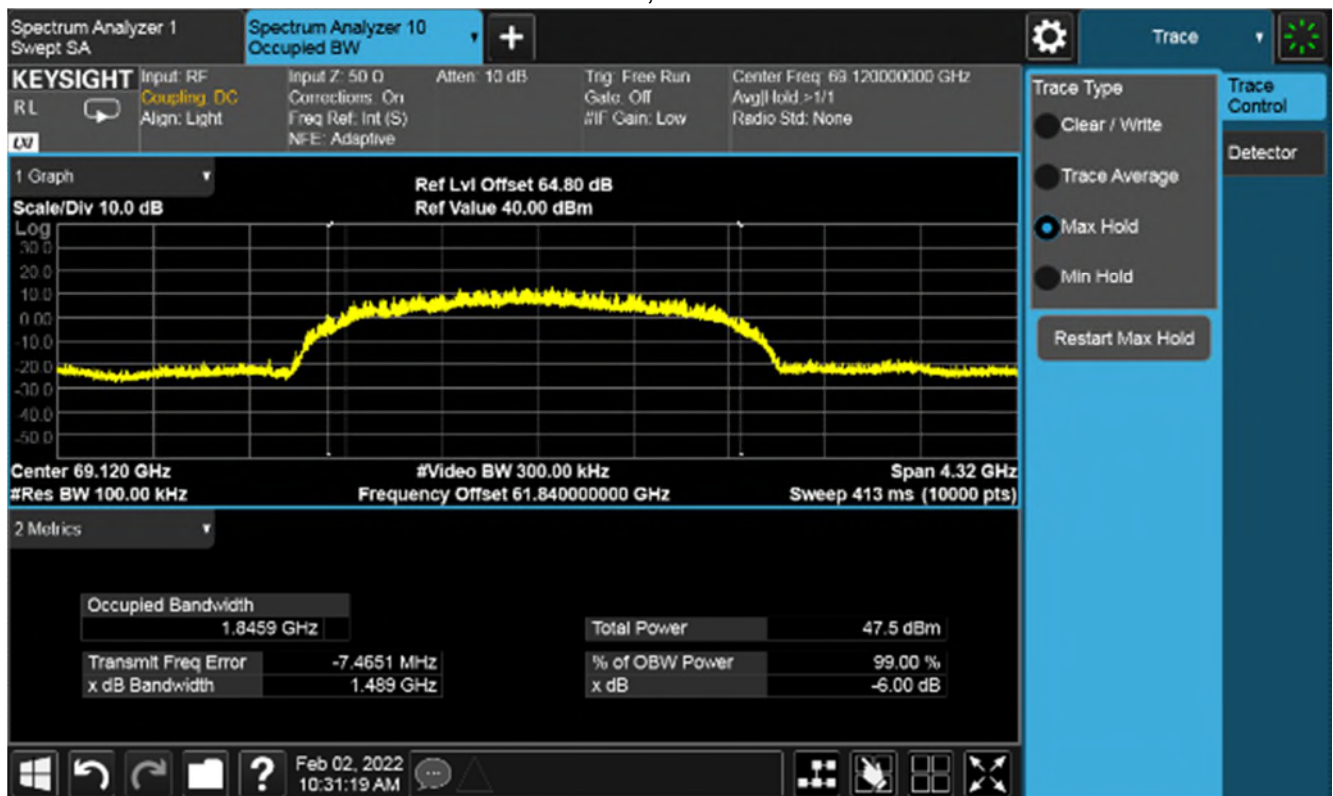 Spectrum Analyzer 1
Swept SA
Spectrum Analyzer 10
Occupied BW
+
Trace
KEYSIGHT
RL
LXI
Input: RF
Coupling: DC
Align: Light
Input Z: 50 Ω
Corrections: On
Freq Ref: Int (S)
NFE: Adaptive
Atten: 10 dB
Trig: Free Run
Gate: Off
#IF Gain: Low
Center Freq: 69.120000000 GHz
Avg|Hold:>1/1
Radio Std: None
Trace Type
Clear / Write
Trace Average
Max Hold
Min Hold
Restart Max Hold
Trace
Control
Detector
1 Graph
Scale/Div 10.0 dB
Ref Lvl Offset 64.80 dB
Ref Value 40.00 dBm
Log
30.0
20.0
10.0
0.00
-10.0
-20.0
-30.0
-40.0
-50.0
Center 69.120 GHz
#Video BW 300.00 kHz
Span 4.32 GHz
#Res BW 100.00 kHz
Frequency Offset 61.840000000 GHz
Sweep 413 ms (10000 pts)
2 Metrics
Occupied Bandwidth
1.8459 GHz
Total Power 47.5 dBm
Transmit Freq Error -7.4651 MHz
% of OBW Power 99.00 %
x dB Bandwidth 1.489 GHz
x dB -6.00 dB
?
Feb 02, 2022
10:31:19 AM